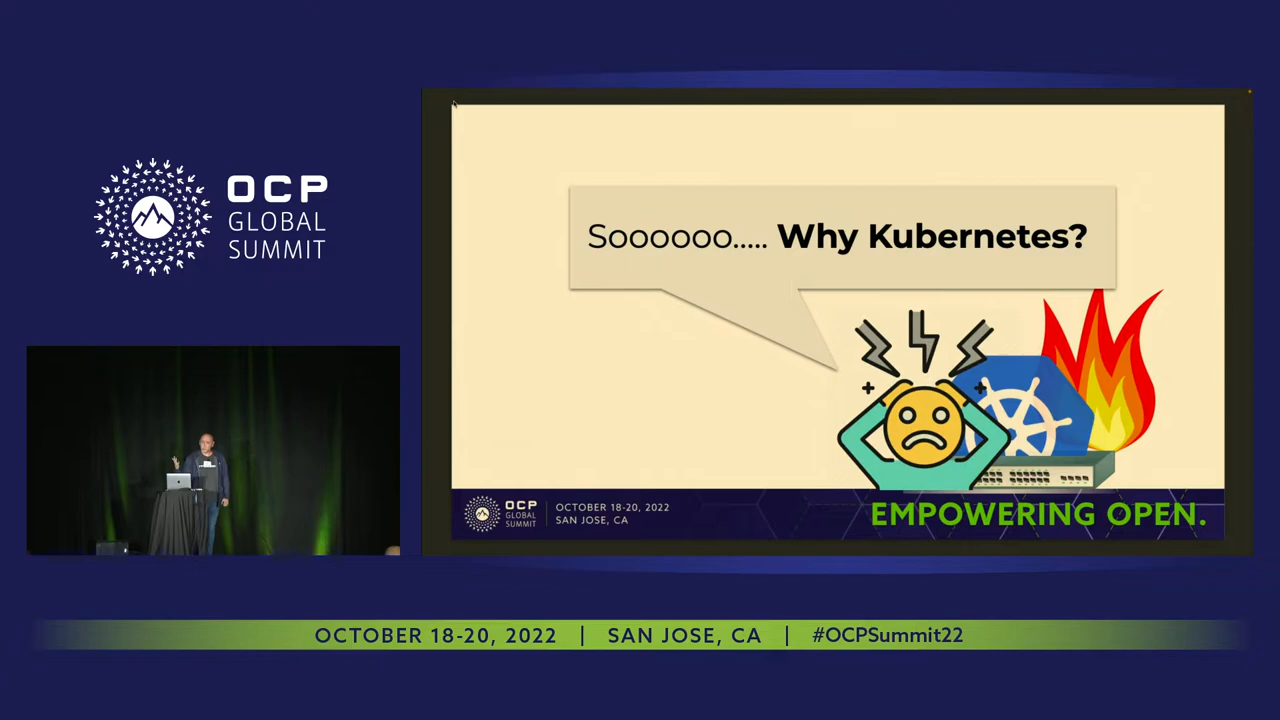 OCP
GLOBAL
SUMMIT
Soooooo..... Why Kubernetes?
OCP
GLOBAL
SUMMIT
OCTOBER 18-20, 2022
SAN JOSE, CA
EMPOWERING OPEN.
OCTOBER 18-20, 2022 | SAN JOSE, CA | #OCPSummit22